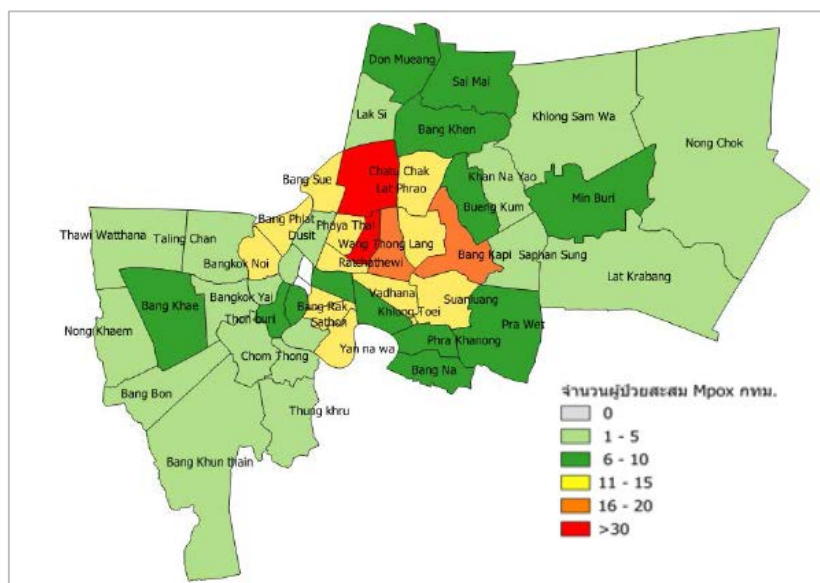 Don Mueang
Sai Mai
Lak Si
Bang Khen
Khlong Sam Wa
Nong Chok
Chatu Chak
Lat Phrao
Khan Na Yao
Bang Sue
Bueng Kum
Min Buri
Bang Phlat
Phaya Thai
Dusit
Thawi Watthana
Taling Chan
Wang Thong Lang
Bang Kapi
Saphan Sung
Bangkok Noi
Ratchathewi
Lat Krabang
Bang Khae
Bangkok Yai
Vadhana
Suanluang
Nong Khaem
Thon buri
Bang Rak
Khlong Toei
Sathon
Pra Wet
Chom Thong
Yan na wa
Phra Khanong
Bang Na
Bang Bon
Thung khru
Bang Khun thain
จำนวนผู้ป่วยสะสม Mpox กทม.
0
1 - 5
6 - 10
11 - 15
16 - 20
>30